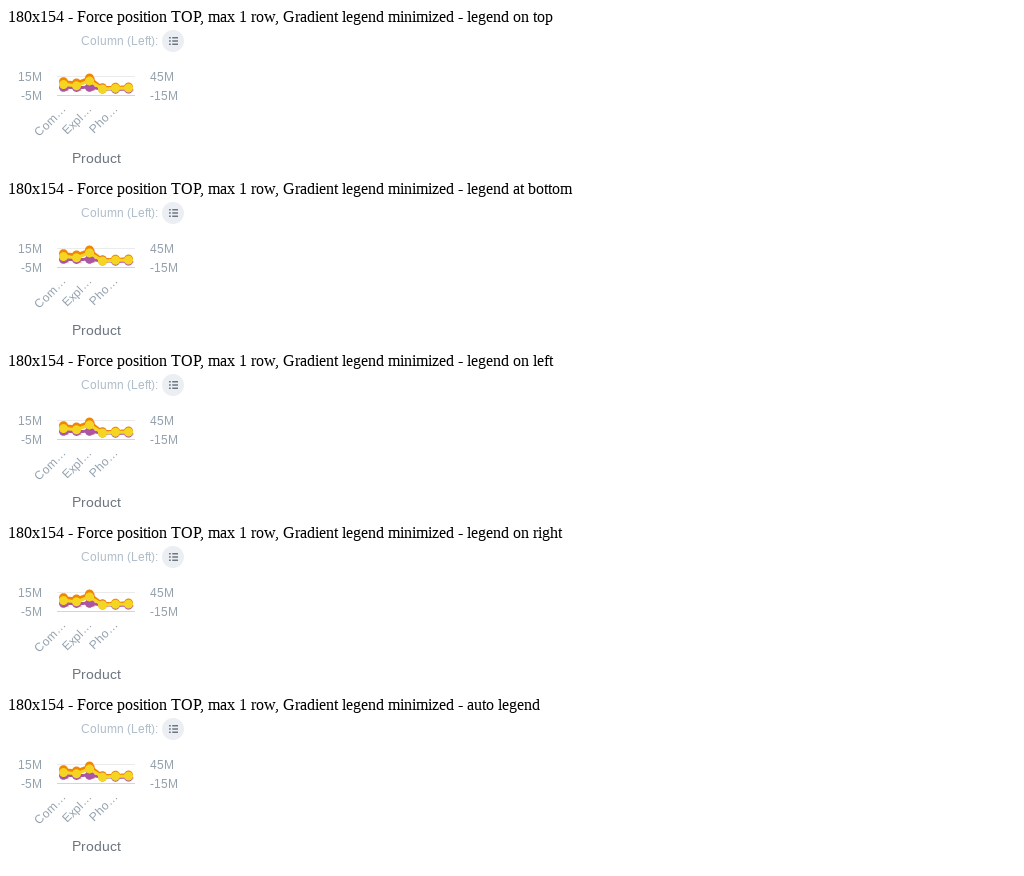 180x154 - Force position TOP, max 1 row, Gradient legend minimized - legend on top
Column (Left):
15M 45M
-5M -15M
Com… Expl… Pho…
Product
180x154 - Force position TOP, max 1 row, Gradient legend minimized - legend at bottom
Column (Left):
15M 45M
-5M -15M
Com… Expl… Pho…
Product
180x154 - Force position TOP, max 1 row, Gradient legend minimized - legend on left
Column (Left):
15M 45M
-5M -15M
Com… Expl… Pho…
Product
180x154 - Force position TOP, max 1 row, Gradient legend minimized - legend on right
Column (Left):
15M 45M
-5M -15M
Com… Expl… Pho…
Product
180x154 - Force position TOP, max 1 row, Gradient legend minimized - auto legend
Column (Left):
15M 45M
-5M -15M
Com… Expl… Pho…
Product